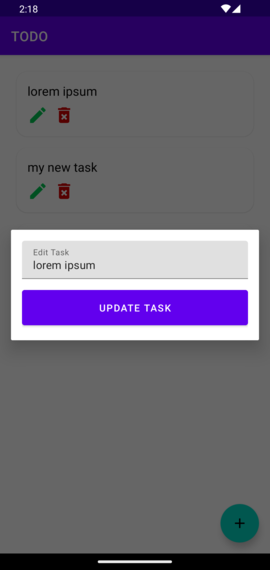 2:18
TODO
lorem ipsum
my new task
Edit Task
lorem ipsum
UPDATE TASK
+